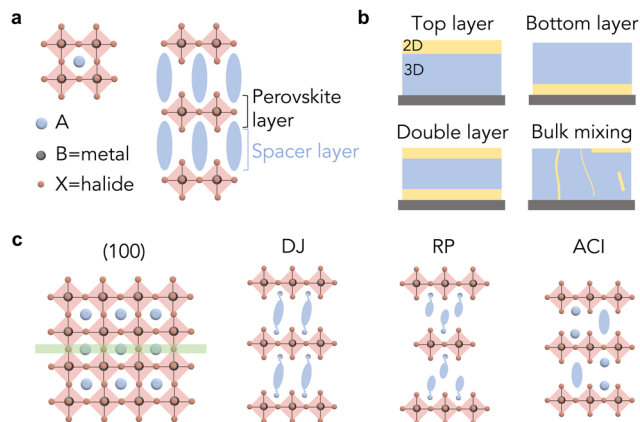 a
A
B=metal
X=halide
Perovskite
layer
Spacer layer
b
Top layer
Bottom layer
2D
3D
Double layer
Bulk mixing
c
(100)
DJ
RP
ACI